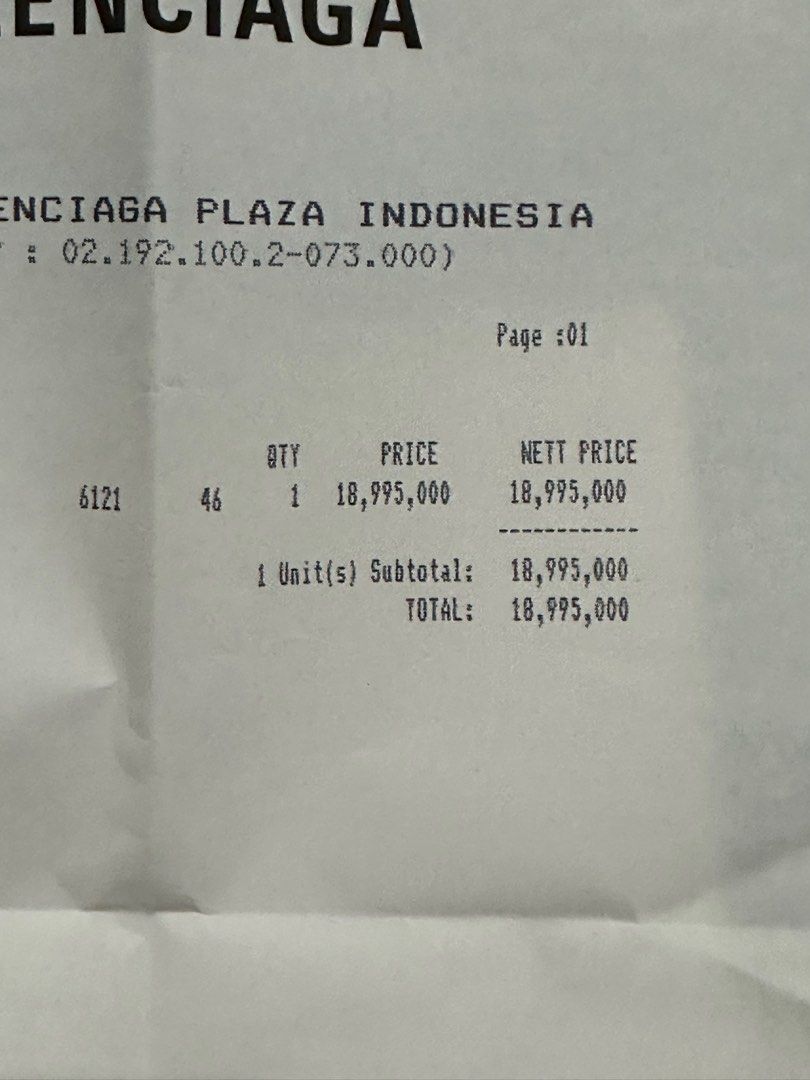 ENCIAGA
ENCIAGA PLAZA INDONESIA
: 02.192.100.2-073.000)
Page :01
QTY PRICE NETT PRICE
6121 46 1 18,995,000 18,995,000
------------
1 Unit(s) Subtotal: 18,995,000
TOTAL: 18,995,000